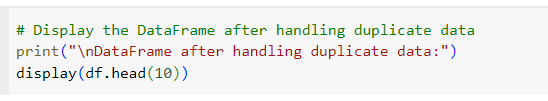 # Display the DataFrame after handling duplicate data
print("\nDataFrame after handling duplicate data:")
display(df.head(10))